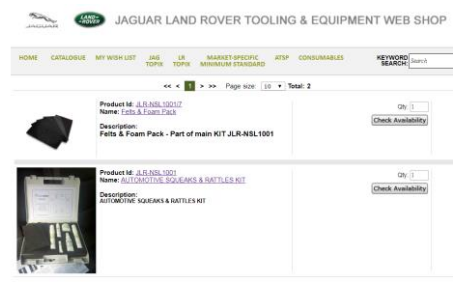 JAGUAR LAND ROVER TOOLING & EQUIPMENT WEB SHOP
HOME CATALOGUE MY WISH LIST JAG TOPIX LR TOPIX MARKET-SPECIFIC MINIMUM STANDARD ATSP CONSUMABLES KEYWORD SEARCH: Search
<< < 1 > >> Page size: 10 Total: 2
Product Id: JLR-NSL1001/7
Name: Felts & Foam Pack
Qty: 1
Check Availability
Description:
Felts & Foam Pack - Part of main KIT JLR-NSL1001
Product Id: JLR-NSL1001
Name: AUTOMOTIVE SQUEAKS & RATTLES KIT
Qty: 1
Check Availability
Description:
AUTOMOTIVE SQUEAKS & RATTLES KIT